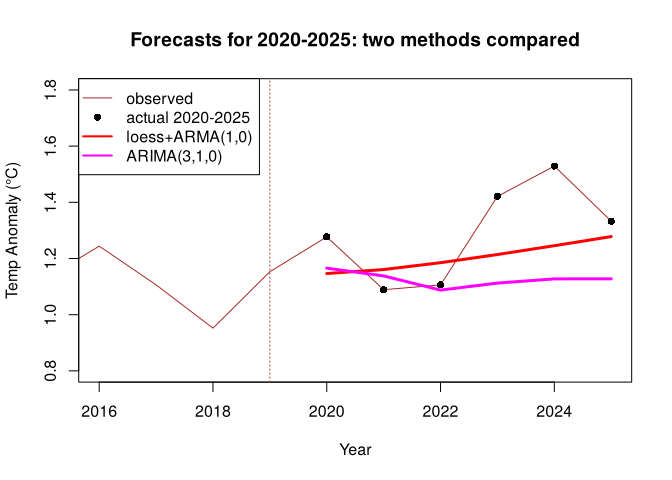 Forecasts for 2020-2025: two methods compared
observed
actual 2020-2025
loess+ARMA(1,0)
ARIMA(3,1,0)
Temp Anomaly (°C)
1.8
1.6
1.4
1.2
1.0
0.8
2016 2018 2020 2022 2024
Year